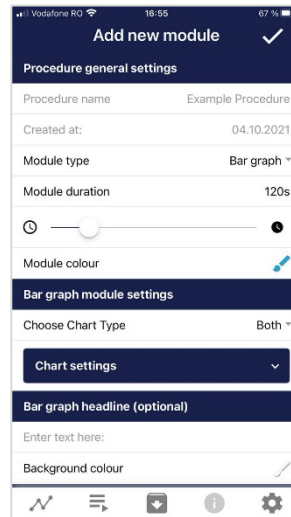 Vodafone RO 16:55 67 %
Add new module
Procedure general settings
Procedure name Example Procedure
Created at: 04.10.2021
Module type Bar graph
Module duration 120s
Module colour
Bar graph module settings
Choose Chart Type Both
Chart settings
Bar graph headline (optional)
Enter text here:
Background colour